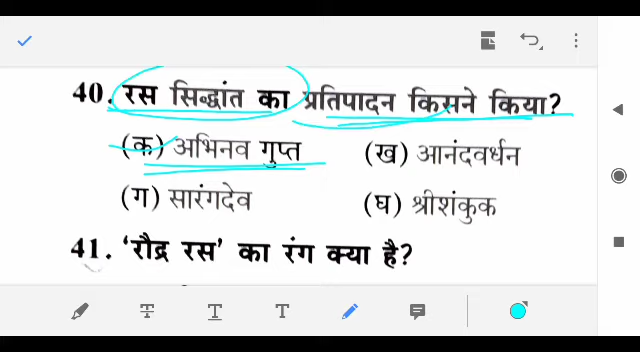 40. रस सिद्धांत का प्रतिपादन किसने किया?
(क) अभिनव गुप्त (ख) आनंदवर्धन
(ग) सारंगदेव (घ) श्रीशंकुक
41. ‘रौद्र रस’ का रंग क्या है?